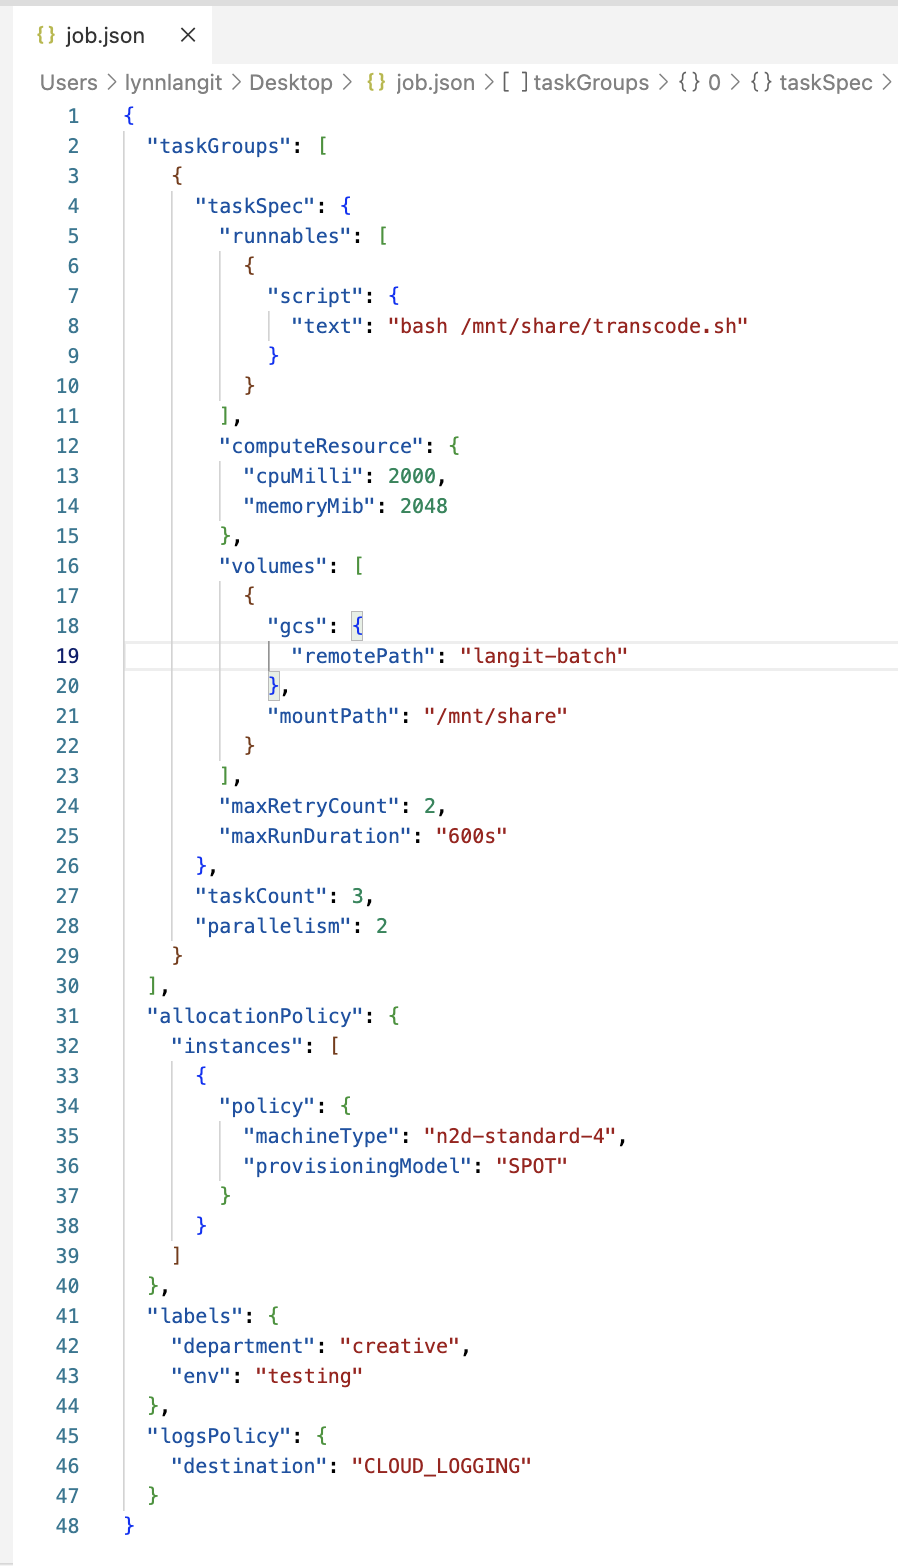 {} job.json ×
Users > lynnlangit > Desktop > {} job.json > [ ] taskGroups > {} 0 > {} taskSpec >
1 {
2   "taskGroups": [
3     {
4       "taskSpec": {
5         "runnables": [
6           {
7             "script": {
8               "text": "bash /mnt/share/transcode.sh"
9             }
10           }
11         ],
12         "computeResource": {
13           "cpuMilli": 2000,
14           "memoryMib": 2048
15         },
16         "volumes": [
17           {
18             "gcs": {
19               "remotePath": "langit-batch"
20             },
21             "mountPath": "/mnt/share"
22           }
23         ],
24         "maxRetryCount": 2,
25         "maxRunDuration": "600s"
26       },
27       "taskCount": 3,
28       "parallelism": 2
29     }
30   ],
31   "allocationPolicy": {
32     "instances": [
33       {
34         "policy": {
35           "machineType": "n2d-standard-4",
36           "provisioningModel": "SPOT"
37         }
38       }
39     ]
40   },
41   "labels": {
42     "department": "creative",
43     "env": "testing"
44   },
45   "logsPolicy": {
46     "destination": "CLOUD_LOGGING"
47   }
48 }